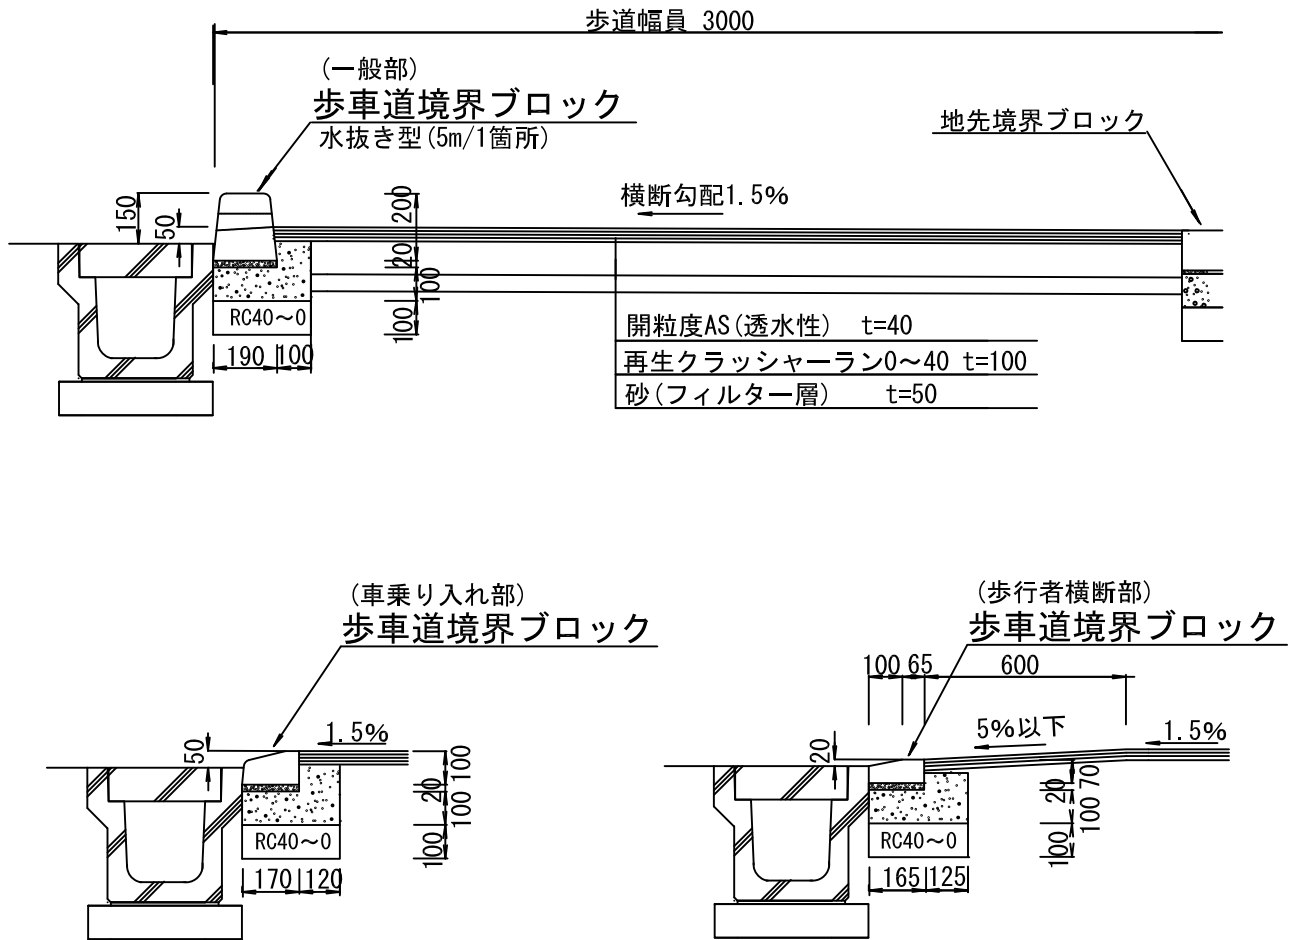 歩道幅員 3000
(一般部)
歩車道境界ブロック
水抜き型(5m/1箇所)
地先境界ブロック
横断勾配1.5%
150
50
200
20
100
100
RC40～0
190
100
開粒度AS(透水性) t=40
再生クラッシャーラン0～40 t=100
砂(フィルター層) t=50
(車乗り入れ部)
歩車道境界ブロック
1.5%
50
100
20
100
100
RC40～0
170
120
(歩行者横断部)
歩車道境界ブロック
100
65
600
5%以下
1.5%
20
70
20
100
100
RC40～0
165
125